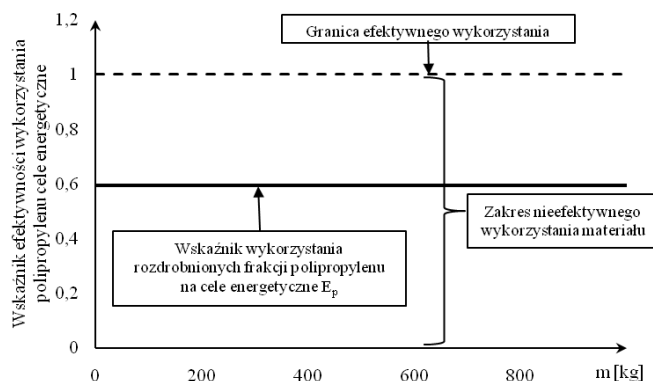 Wskaźnik efektywności wykorzystania
polipropylenu cele energetyczne
1,2
1
0,8
0.6
0.4
0,2
0
Granica efektywnego wykorzystania
Wskaźnik wykorzystania
rozdrobnionych frakcji polipropylenu
na cele energetyczne Eₚ
Zakres nieefektywnego
wykorzystania materiału
0 200 400 600 800 m [kg]